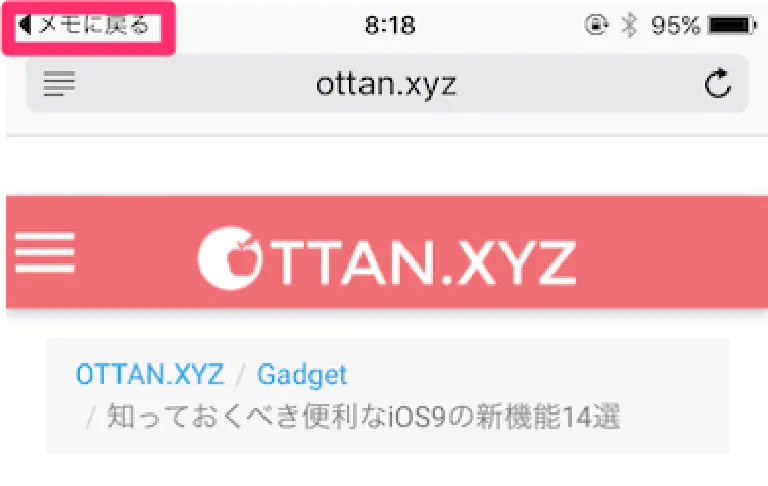 ◀メモに戻る 8:18 95%
ottan.xyz
OTTAN.XYZ
OTTAN.XYZ / Gadget
/ 知っておくべき便利なiOS9の新機能14選